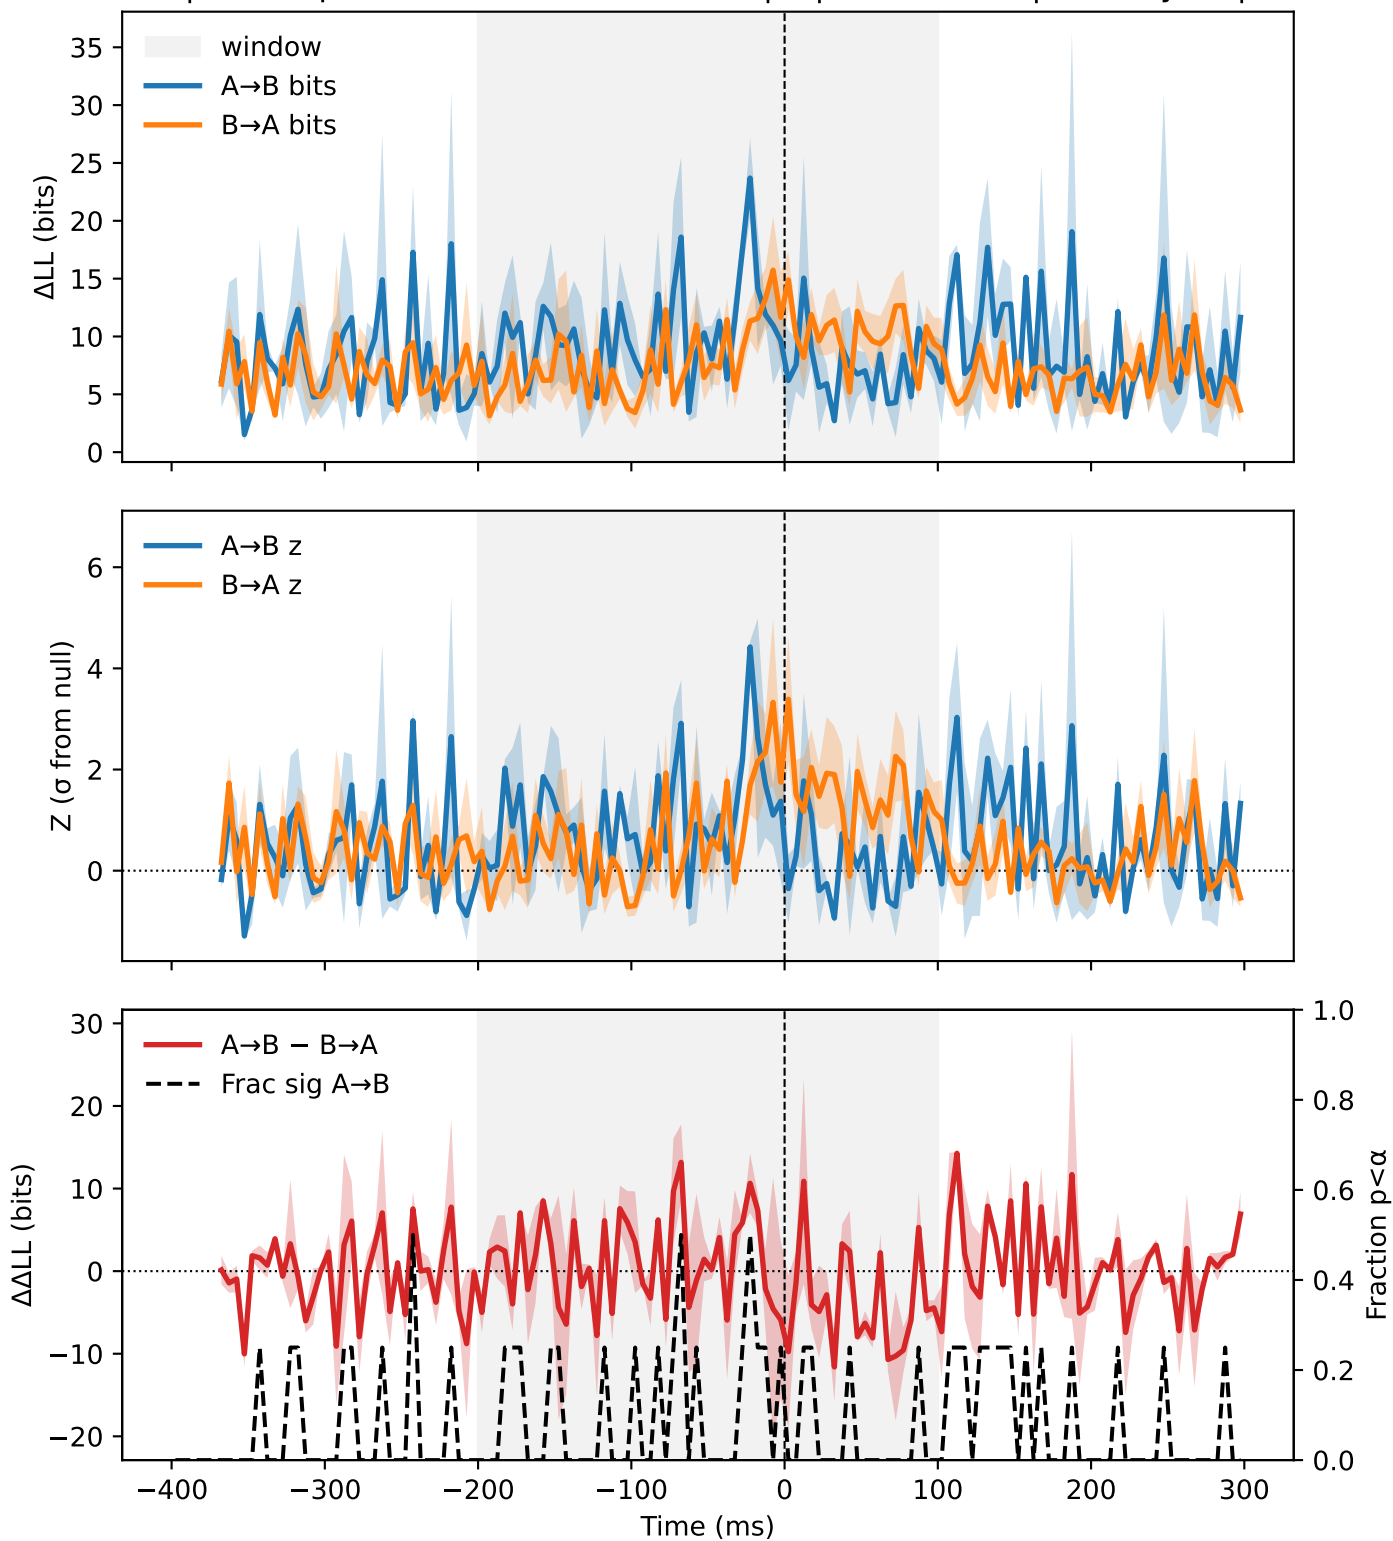 35
30
25
20
15
10
5
0
ΔLL (bits)
window
A→B bits
B→A bits
6
4
2
0
Z (σ from null)
A→B z
B→A z
30
20
10
0
−10
−20
ΔΔLL (bits)
A→B − B→A
Frac sig A→B
1.0
0.8
0.6
0.4
0.2
0.0
Fraction p<α
−400 −300 −200 −100 0 100 200 300
Time (ms)